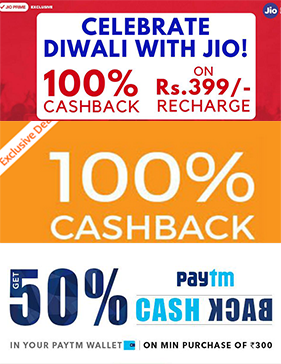 JIO PRIME EXCLUSIVE
Jio
CELEBRATE
DIWALI WITH JIO!
100% ON Rs.399/-
CASHBACK RECHARGE
Exclusive Dea
100%
CASHBACK
GET 50% paytm
CASH BACK
IN YOUR PAYTM WALLET ON MIN PURCHASE OF ₹300